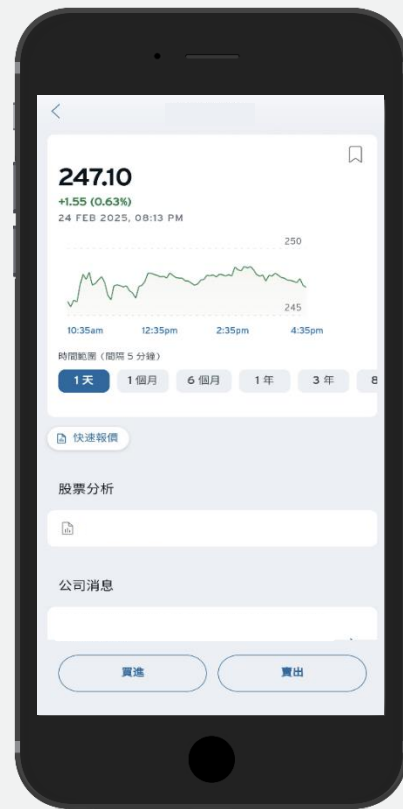 247.10
+1.55 (0.63%)
24 FEB 2025, 08:13 PM
250
245
10:35am 12:35pm 2:35pm 4:35pm
時間範圍 (間隔 5 分鐘)
1 天 1 個月 6 個月 1 年 3 年 8
快速報價
股票分析
公司消息
買進 賣出